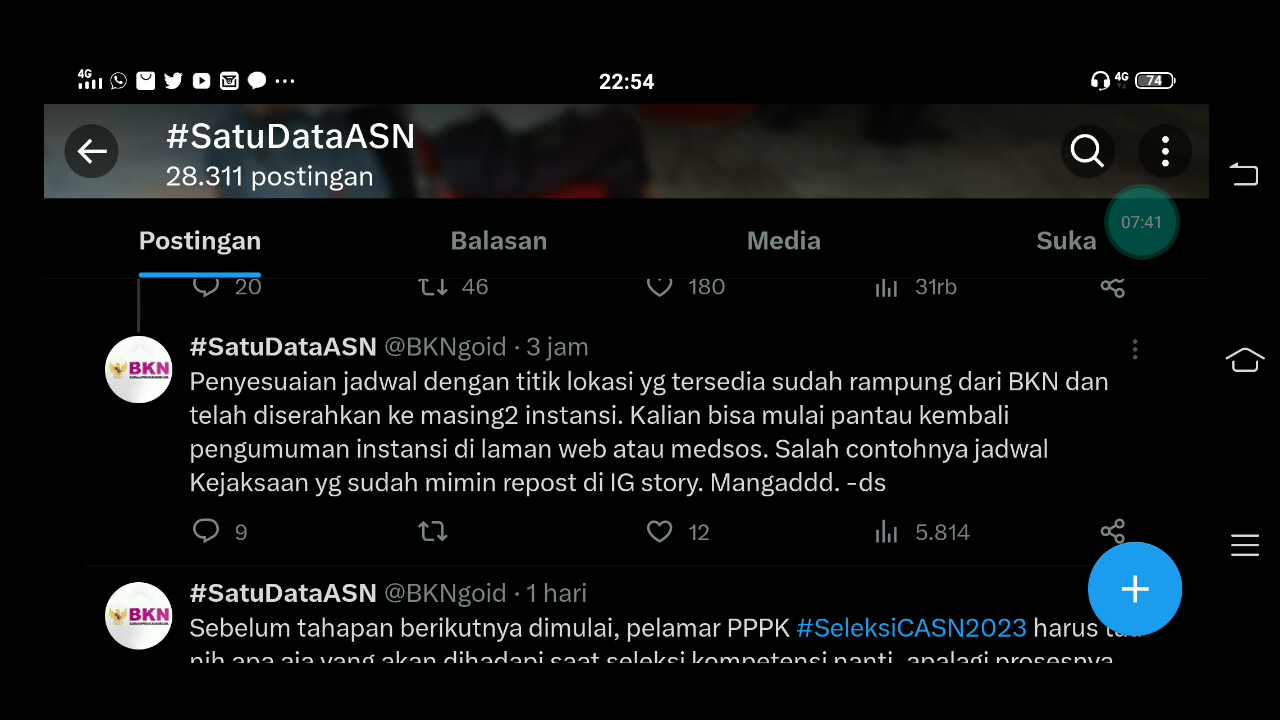 4G
22:54
4G
74
#SatuDataASN
28.311 postingan
07:41
Postingan
Balasan
Media
Suka
20
46
180
31rb
BKN
#SatuDataASN @BKNgoid · 3 jam
Penyesuaian jadwal dengan titik lokasi yg tersedia sudah rampung dari BKN dan
telah diserahkan ke masing2 instansi. Kalian bisa mulai pantau kembali
pengumuman instansi di laman web atau medsos. Salah contohnya jadwal
Kejaksaan yg sudah mimin repost di IG story. Mangaddd. -ds
9
12
5.814
BKN
#SatuDataASN @BKNgoid · 1 hari
Sebelum tahapan berikutnya dimulai, pelamar PPPK #SeleksiCASN2023 harus
nih apa aja yang akan dihadapi saat seleksi kompetensi nanti, apalagi prosesnya